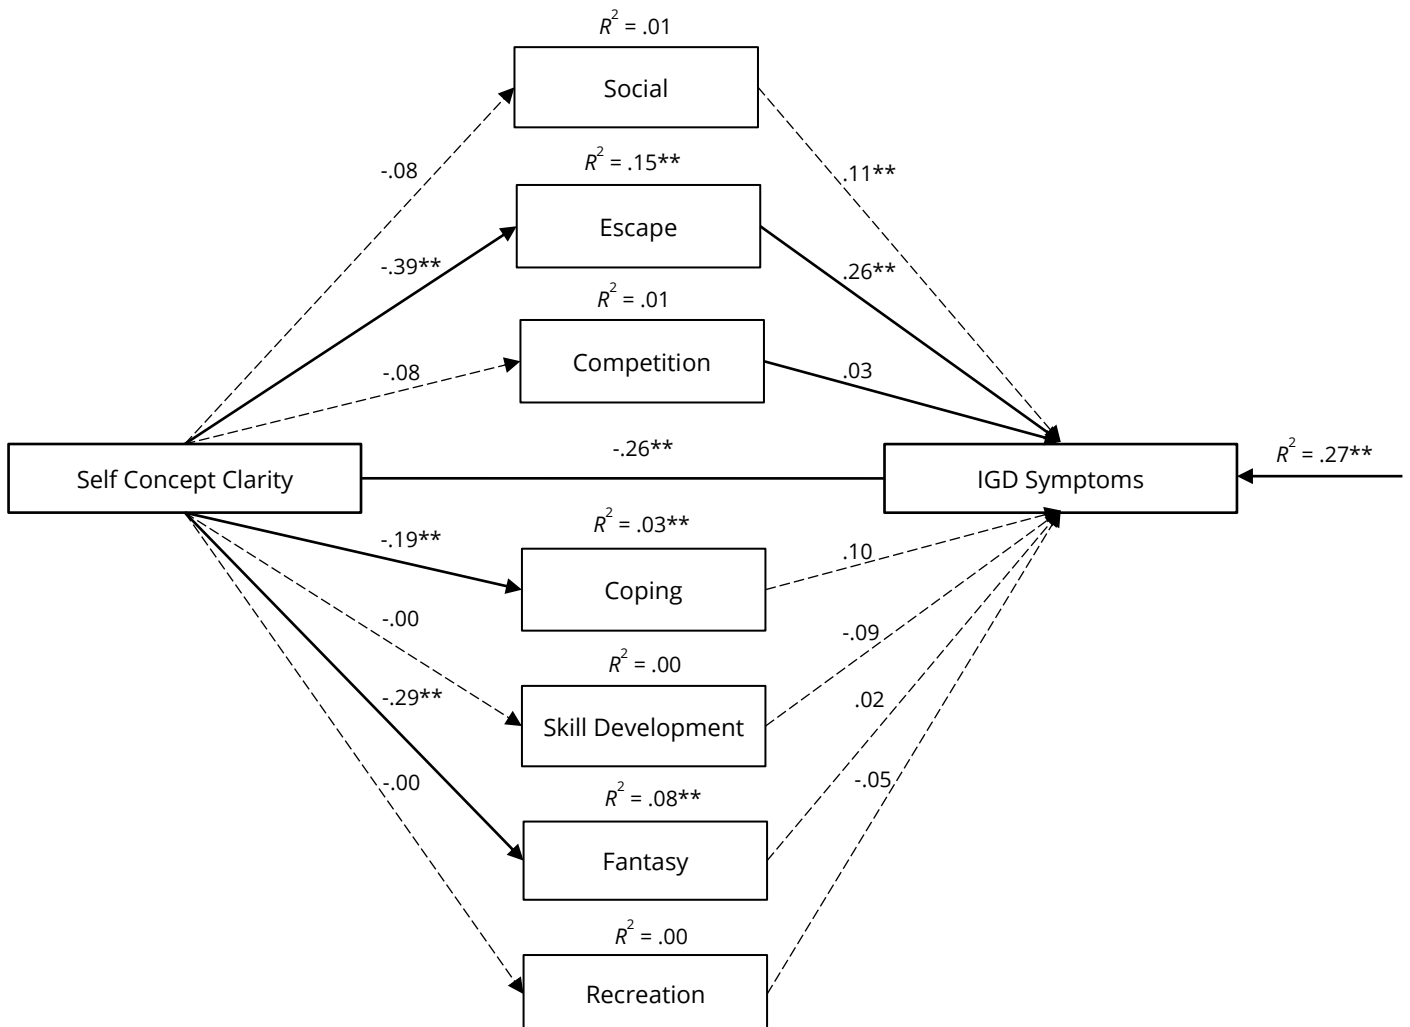 R² = .01
Social
-.08
.11**
R² = .15**
Escape
-.39**
.26**
R² = .01
Competition
-.08
.03
-.26**
Self Concept Clarity
IGD Symptoms
R² = .27**
R² = .03**
-.19**
.10
Coping
-.00
-.09
R² = .00
Skill Development
-.29**
.02
R² = .08**
-.00
-.05
Fantasy
R² = .00
Recreation